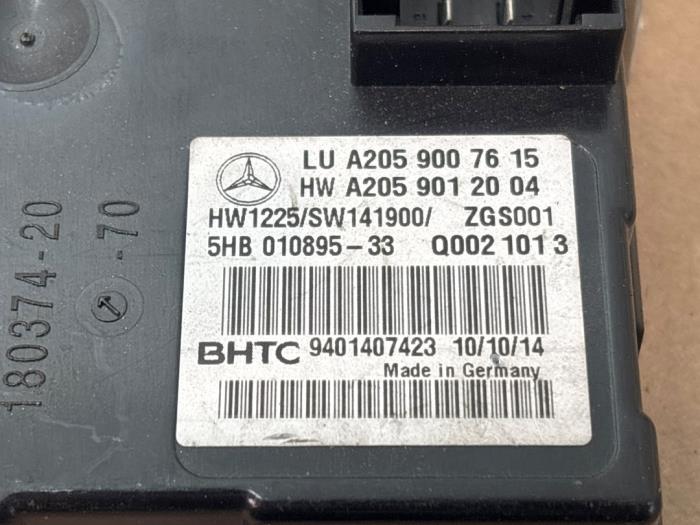 LU A205 900 76 15
HW A205 901 20 04
HW1225/SW141900/ ZGS001
5HB 010895-33 Q002 101 3
BHTC 9401407423 10/10/14
Made in Germany
180374-20
-70